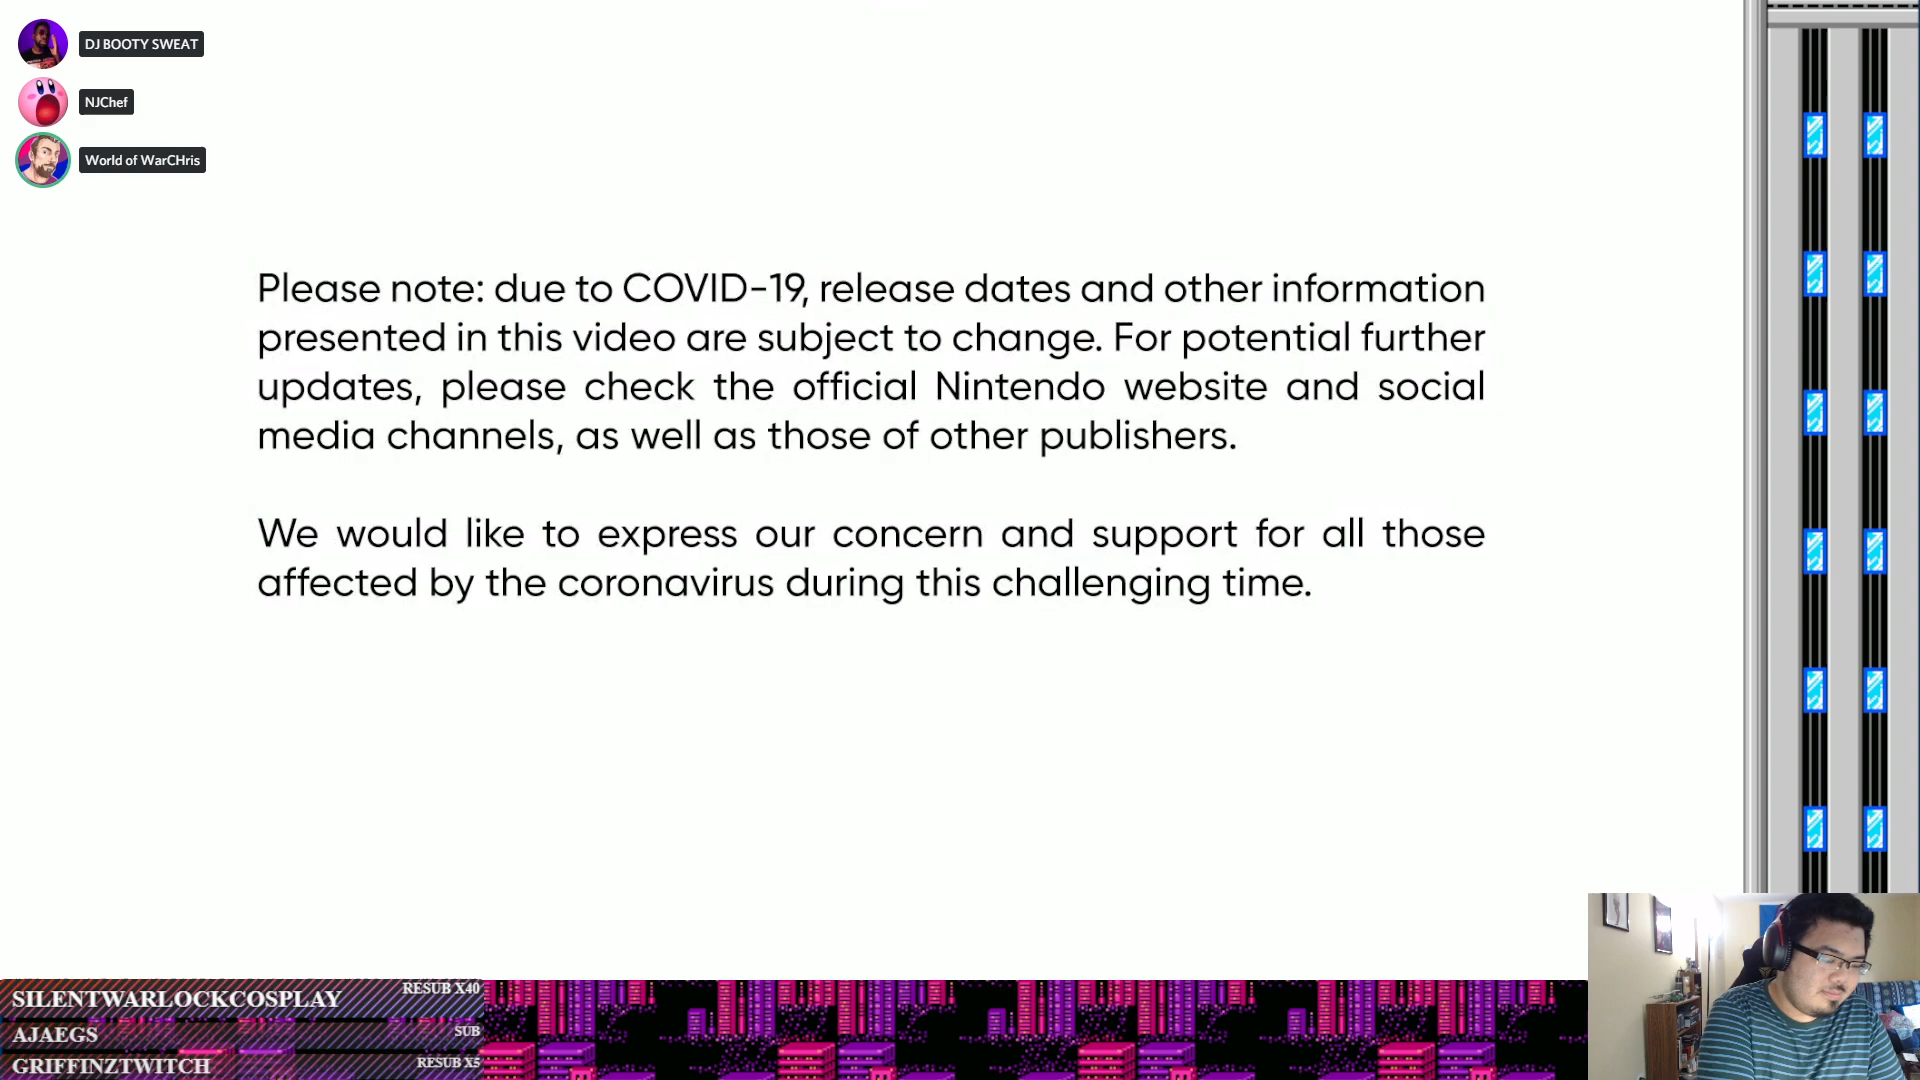 DJ BOOTY SWEAT
NJChef
World of WarCHris
Please note: due to COVID-19, release dates and other information
presented in this video are subject to change. For potential further
updates, please check the official Nintendo website and social
media channels, as well as those of other publishers.
We would like to express our concern and support for all those
affected by the coronavirus during this challenging time.
SILENTWARLOCKCOSPLAY RESUB X40
AJAEGS SUB
GRIFFINZTWITCH RESUB X5